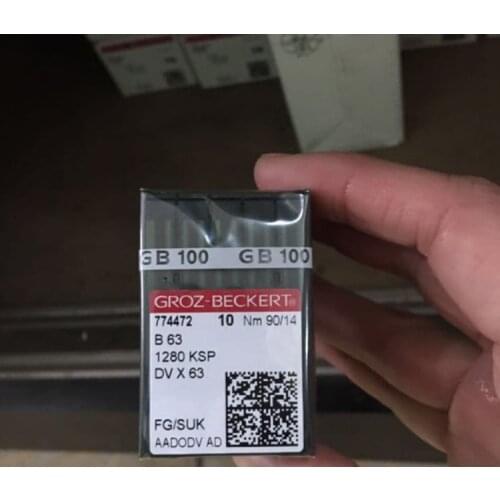 GB 100 GB 100
GROZ-BECKERT®
774472 10 Nm 90/14
B 63
1280 KSP
DV X 63
FG/SUK
AADODV AD